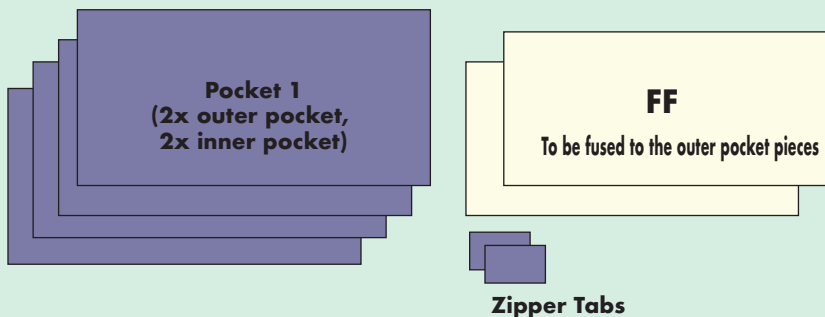 Pocket 1
(2x outer pocket,
2x inner pocket)
FF
To be fused to the outer pocket pieces
Zipper Tabs